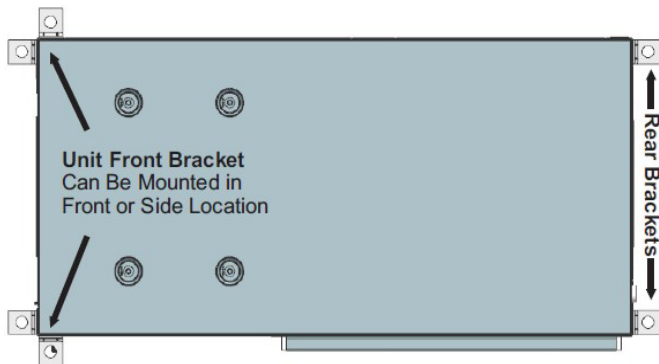 Unit Front Bracket
Can Be Mounted in
Front or Side Location
Rear Brackets